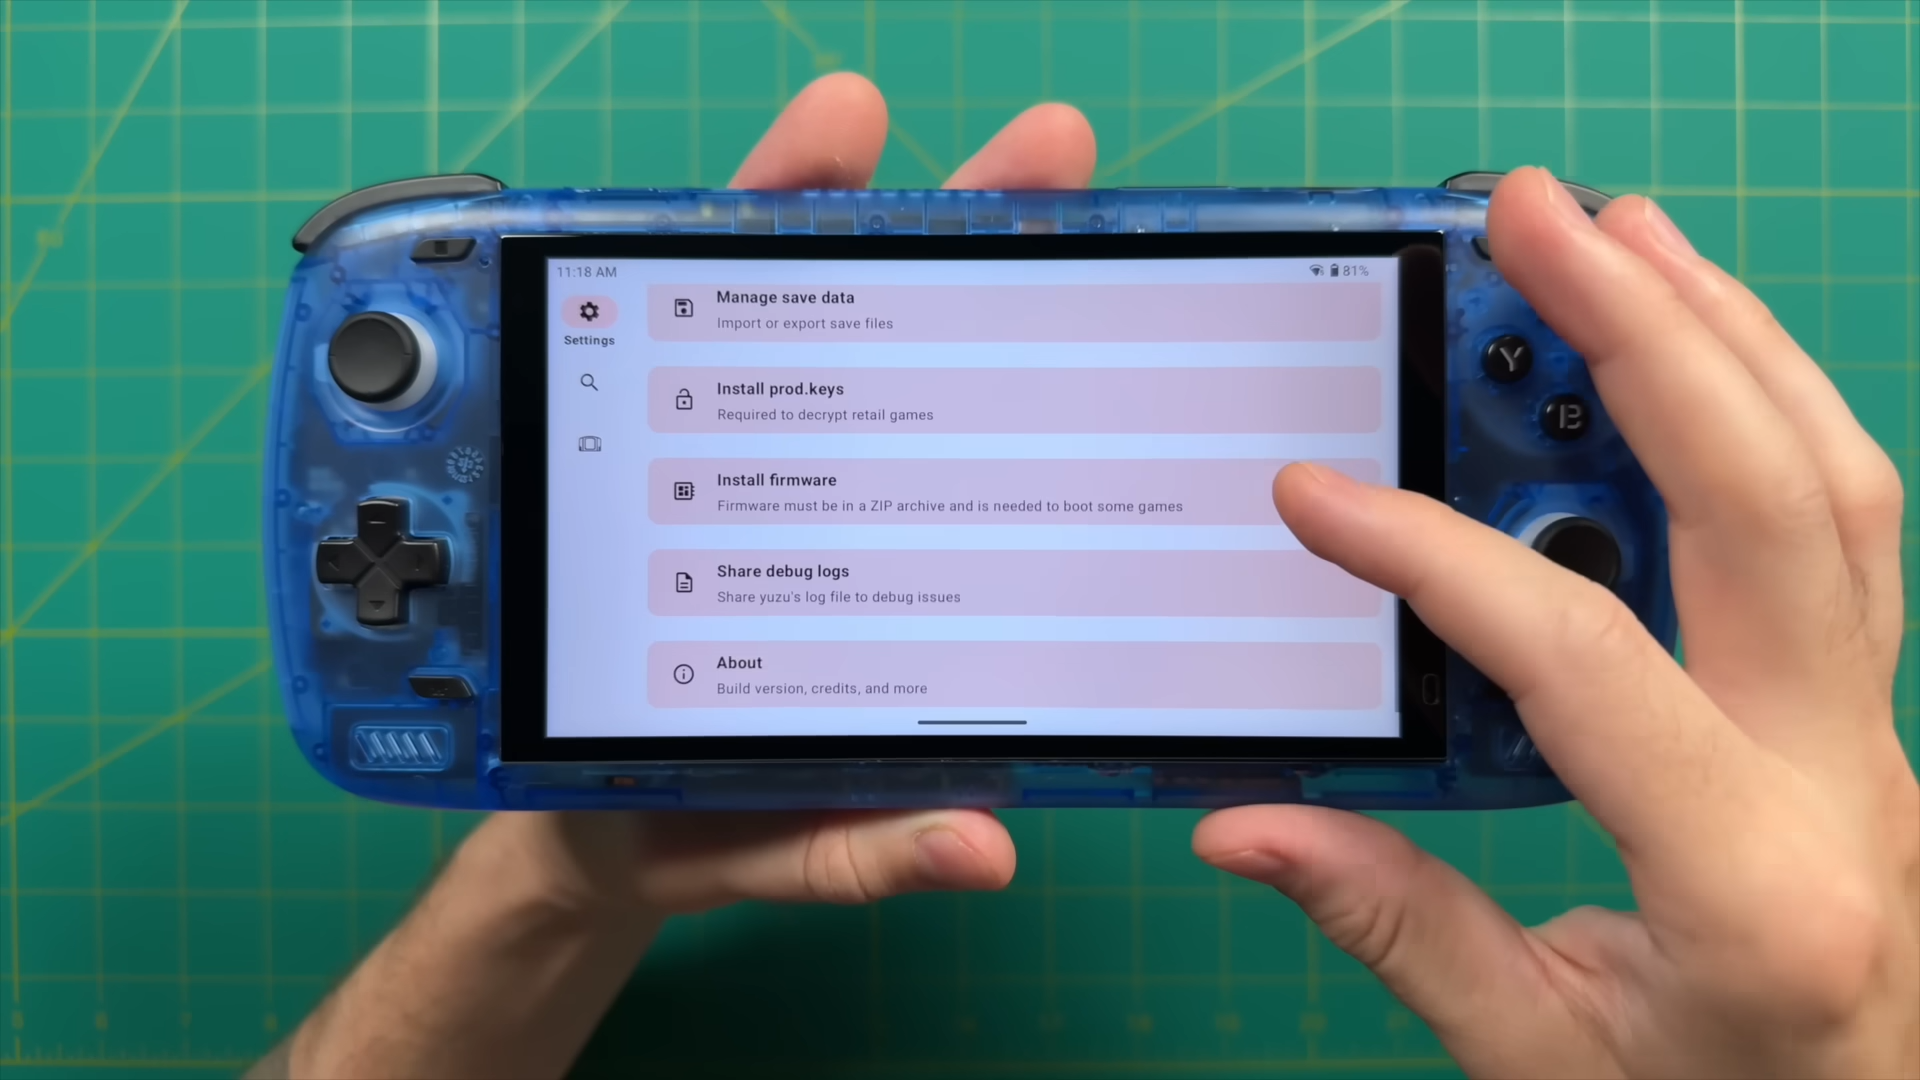 11:18 AM
81%
Settings
Manage save data
Import or export save files
Install prod.keys
Required to decrypt retail games
Install firmware
Firmware must be in a ZIP archive and is needed to boot some games
Share debug logs
Share yuzu's log file to debug issues
About
Build version, credits, and more
Y
B